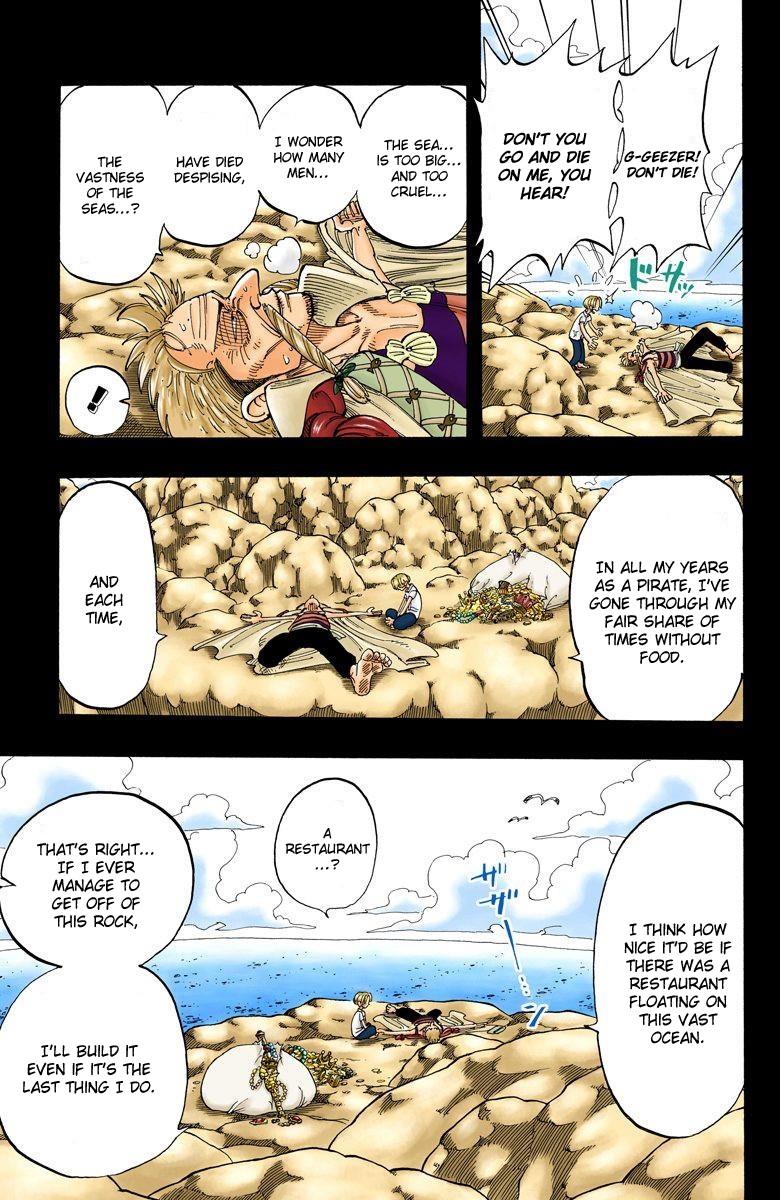 G-GEEZER!
DON'T DIE!
DON'T YOU
GO AND DIE
ON ME, YOU
HEAR!
ドサッ
THE SEA...
IS TOO BIG...
AND TOO
CRUEL...
I WONDER
HOW MANY
MEN...
HAVE DIED
DESPISING,
THE
VASTNESS
OF THE
SEAS...?
!
IN ALL MY YEARS
AS A PIRATE, I'VE
GONE THROUGH MY
FAIR SHARE OF
TIMES WITHOUT
FOOD.
AND
EACH
TIME,
I THINK HOW
NICE IT'D BE IF
THERE WAS A
RESTAURANT
FLOATING ON
THIS VAST
OCEAN.
ザザ…ン
A
RESTAURANT
...?
THAT'S RIGHT...
IF I EVER
MANAGE TO
GET OFF OF
THIS ROCK,
I'LL BUILD IT
EVEN IF IT'S THE
LAST THING I DO.